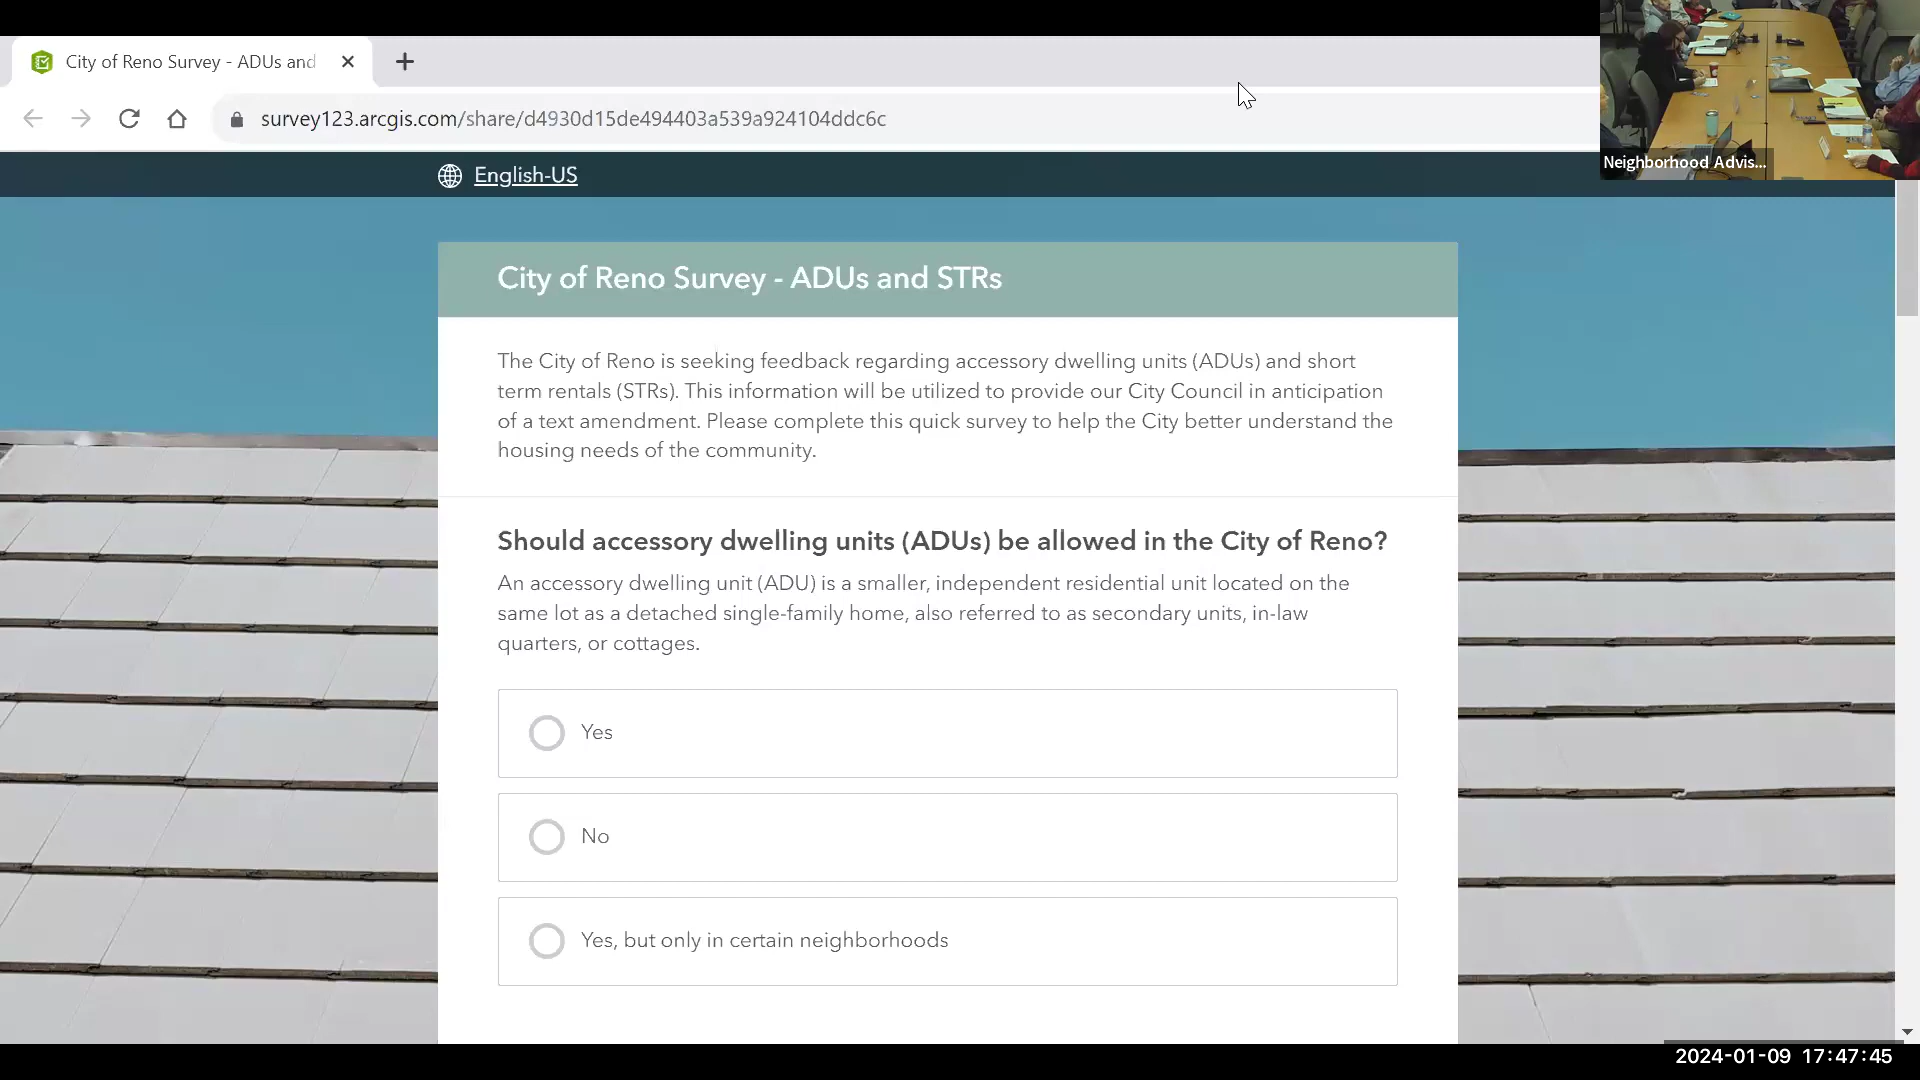 City of Reno Survey - ADUs and
survey123.arcgis.com/share/d4930d15de494403a539a924104ddc6c
English-US
Neighborhood Advis...
City of Reno Survey - ADUs and STRs
The City of Reno is seeking feedback regarding accessory dwelling units (ADUs) and short
term rentals (STRs). This information will be utilized to provide our City Council in anticipation
of a text amendment. Please complete this quick survey to help the City better understand the
housing needs of the community.
Should accessory dwelling units (ADUs) be allowed in the City of Reno?
An accessory dwelling unit (ADU) is a smaller, independent residential unit located on the
same lot as a detached single-family home, also referred to as secondary units, in-law
quarters, or cottages.
Yes
No
Yes, but only in certain neighborhoods
2024-01-09 17:47:45